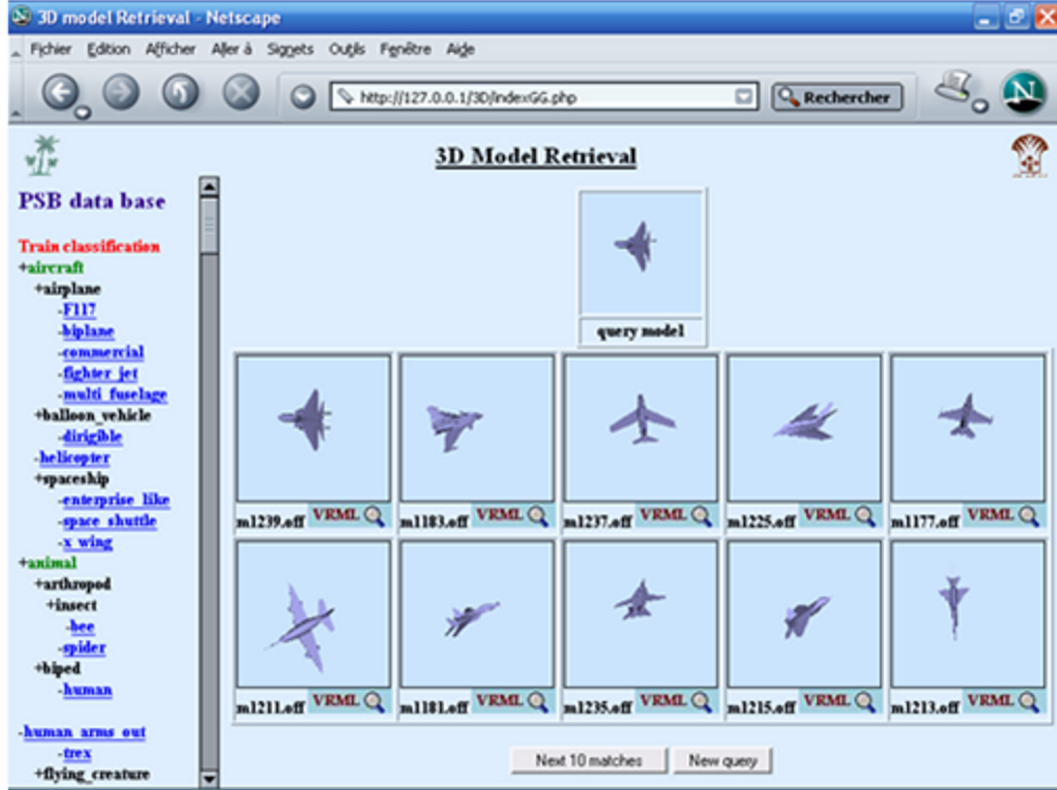 3D model Retrieval - Netscape
Fichier Edition Afficher Aller à Signets Outils Fenêtre Aide
http://127.0.0.1/3D/indexGG.php Rechercher N
3D Model Retrieval
PSB data base
Train classification
+aircraft
+airplane
-F117
-biplane
-commercial
-fighter_jet
-multi_fuselage
+balloon_vehicle
-dirigible
-helicopter
+spaceship
-enterprise_like
-space_shuttle
-x_wing
+animal
+arthropod
+insect
-bee
-spider
+biped
-human
-human_arms_out
-trex
+flying_creature
query model
m1239.off VRML m1183.off VRML m1237.off VRML m1225.off VRML m1177.off VRML
m1211.off VRML m1181.off VRML m1235.off VRML m1215.off VRML m1213.off VRML
Next 10 matches New query